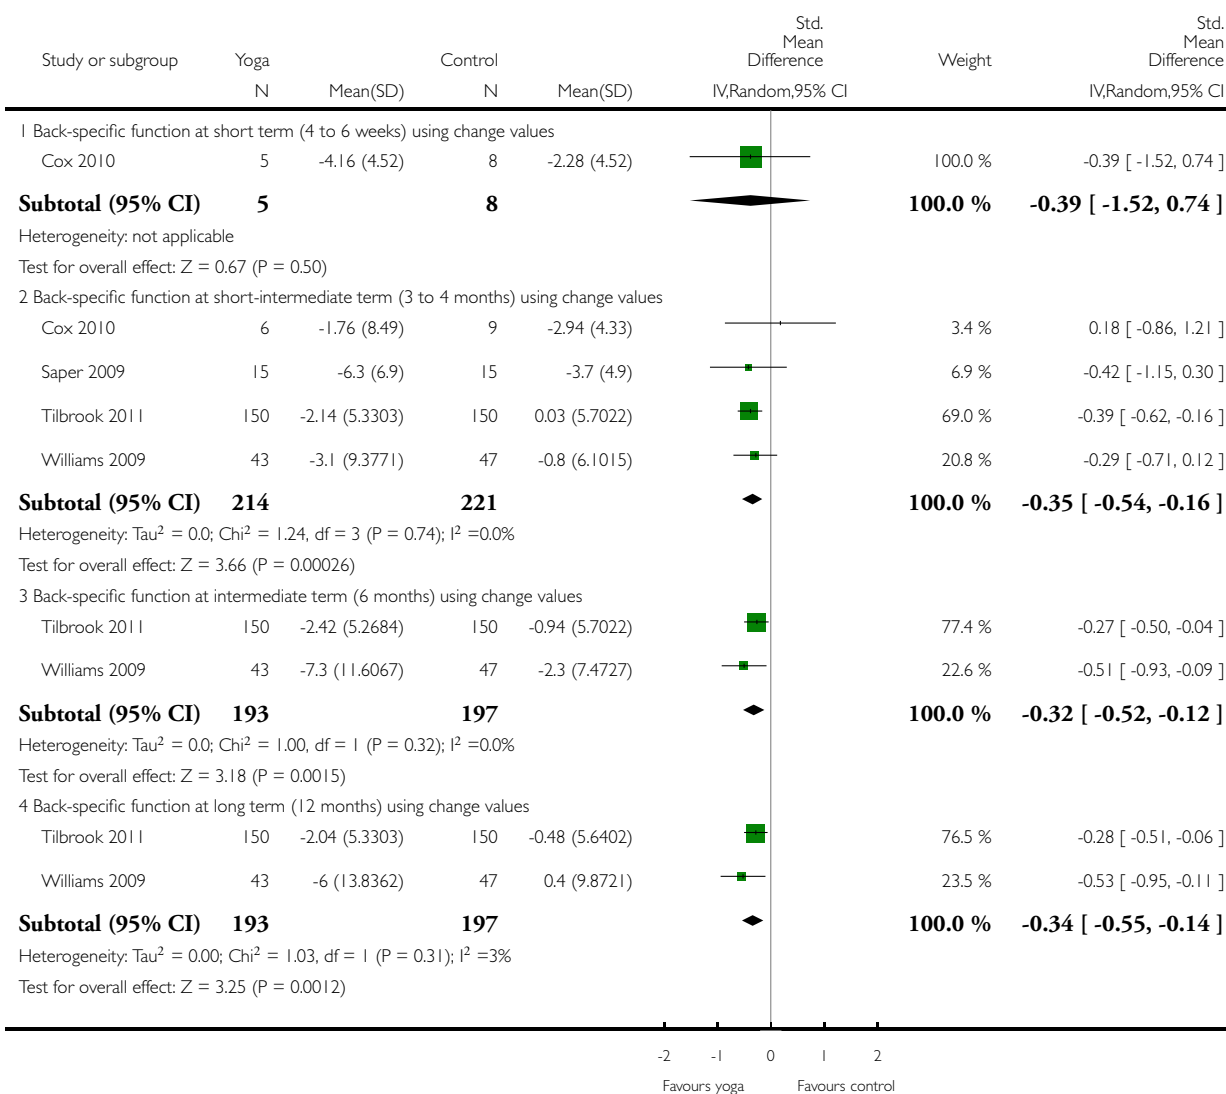 Study or subgroup Yoga Control Std. Mean Difference Weight Std. Mean Difference
N Mean(SD) N Mean(SD) IV,Random,95% CI IV,Random,95% CI
1 Back-specific function at short term (4 to 6 weeks) using change values
Cox 2010 5 -4.16 (4.52) 8 -2.28 (4.52) 100.0 % -0.39 [ -1.52, 0.74 ]
Subtotal (95% CI) 5 8 100.0 % -0.39 [ -1.52, 0.74 ]
Heterogeneity: not applicable
Test for overall effect: Z = 0.67 (P = 0.50)
2 Back-specific function at short-intermediate term (3 to 4 months) using change values
Cox 2010 6 -1.76 (8.49) 9 -2.94 (4.33) 3.4 % 0.18 [ -0.86, 1.21 ]
Saper 2009 15 -6.3 (6.9) 15 -3.7 (4.9) 6.9 % -0.42 [ -1.15, 0.30 ]
Tilbrook 2011 150 -2.14 (5.3303) 150 0.03 (5.7022) 69.0 % -0.39 [ -0.62, -0.16 ]
Williams 2009 43 -3.1 (9.3771) 47 -0.8 (6.1015) 20.8 % -0.29 [ -0.71, 0.12 ]
Subtotal (95% CI) 214 221 100.0 % -0.35 [ -0.54, -0.16 ]
Heterogeneity: Tau² = 0.0; Chi² = 1.24, df = 3 (P = 0.74); I² =0.0%
Test for overall effect: Z = 3.66 (P = 0.00026)
3 Back-specific function at intermediate term (6 months) using change values
Tilbrook 2011 150 -2.42 (5.2684) 150 -0.94 (5.7022) 77.4 % -0.27 [ -0.50, -0.04 ]
Williams 2009 43 -7.3 (11.6067) 47 -2.3 (7.4727) 22.6 % -0.51 [ -0.93, -0.09 ]
Subtotal (95% CI) 193 197 100.0 % -0.32 [ -0.52, -0.12 ]
Heterogeneity: Tau² = 0.0; Chi² = 1.00, df = 1 (P = 0.32); I² =0.0%
Test for overall effect: Z = 3.18 (P = 0.0015)
4 Back-specific function at long term (12 months) using change values
Tilbrook 2011 150 -2.04 (5.3303) 150 -0.48 (5.6402) 76.5 % -0.28 [ -0.51, -0.06 ]
Williams 2009 43 -6 (13.8362) 47 0.4 (9.8721) 23.5 % -0.53 [ -0.95, -0.11 ]
Subtotal (95% CI) 193 197 100.0 % -0.34 [ -0.55, -0.14 ]
Heterogeneity: Tau² = 0.00; Chi² = 1.03, df = 1 (P = 0.31); I² =3%
Test for overall effect: Z = 3.25 (P = 0.0012)
-2 -1 0 1 2
Favours yoga Favours control